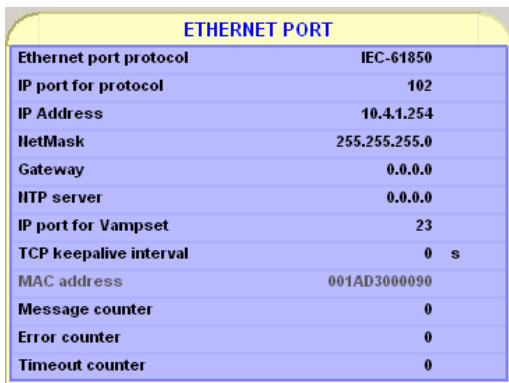 ETHERNET PORT
Ethernet port protocol IEC-61850
IP port for protocol 102
IP Address 10.4.1.254
NetMask 255.255.255.0
Gateway 0.0.0.0
NTP server 0.0.0.0
IP port for Vampset 23
TCP keepalive interval 0 s
MAC address 001AD3000090
Message counter 0
Error counter 0
Timeout counter 0